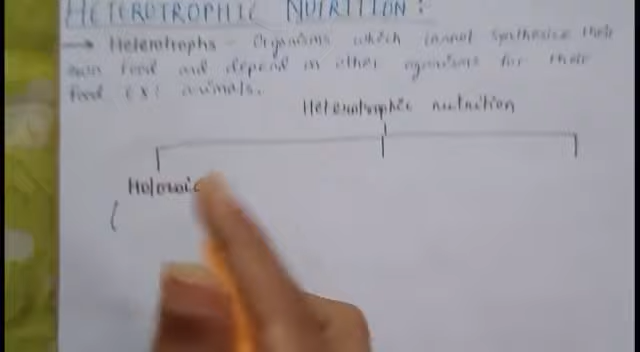 HETEROTROPHIC NUTRITION :
→ Heterotrophs - Organisms which cannot synthesize their
own food and depend on other organisms for their
food ex: animals.
Heterotrophic nutrition
Holozoic
(